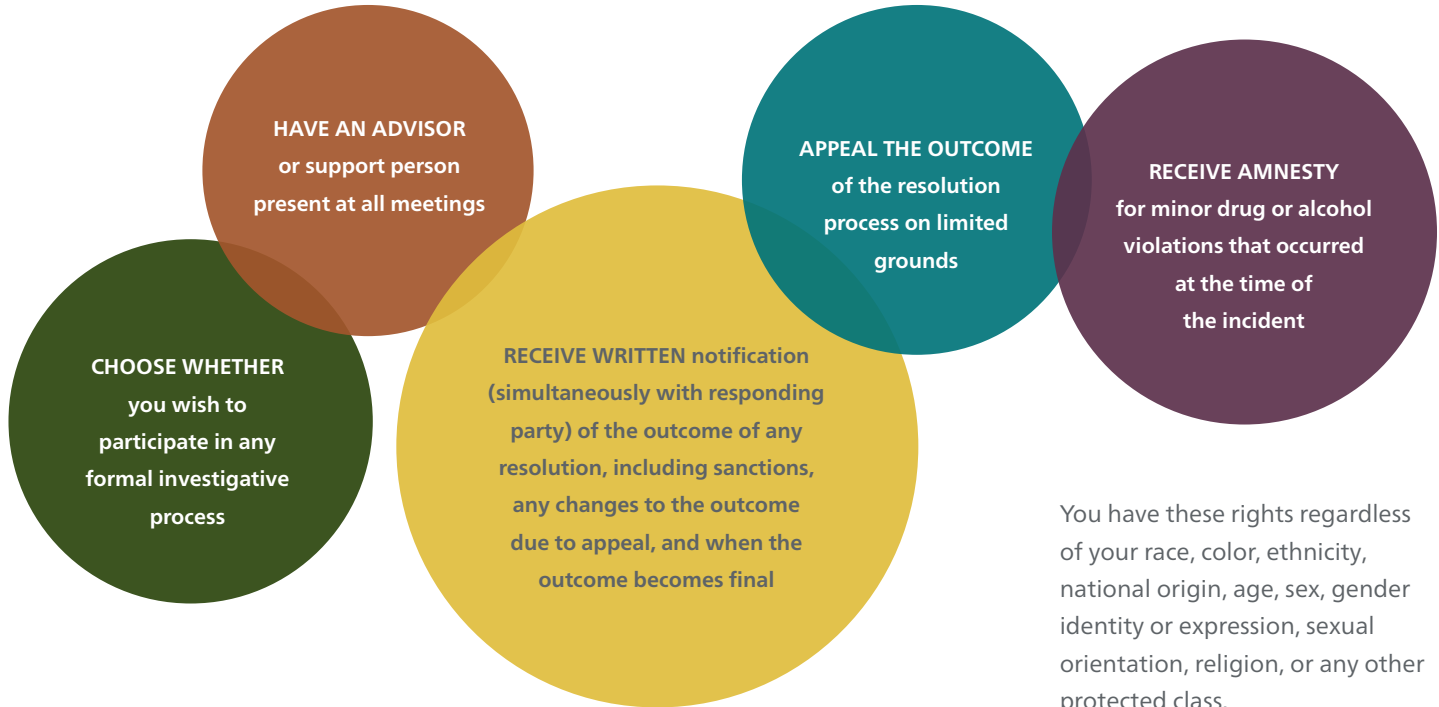 HAVE AN ADVISOR
or support person
present at all meetings
APPEAL THE OUTCOME
of the resolution
process on limited
grounds
RECEIVE AMNESTY
for minor drug or alcohol
violations that occurred
at the time of
the incident
CHOOSE WHETHER
you wish to
participate in any
formal investigative
process
RECEIVE WRITTEN notification
(simultaneously with responding
party) of the outcome of any
resolution, including sanctions,
any changes to the outcome
due to appeal, and when the
outcome becomes final
You have these rights regardless
of your race, color, ethnicity,
national origin, age, sex, gender
identity or expression, sexual
orientation, religion, or any other
protected class.